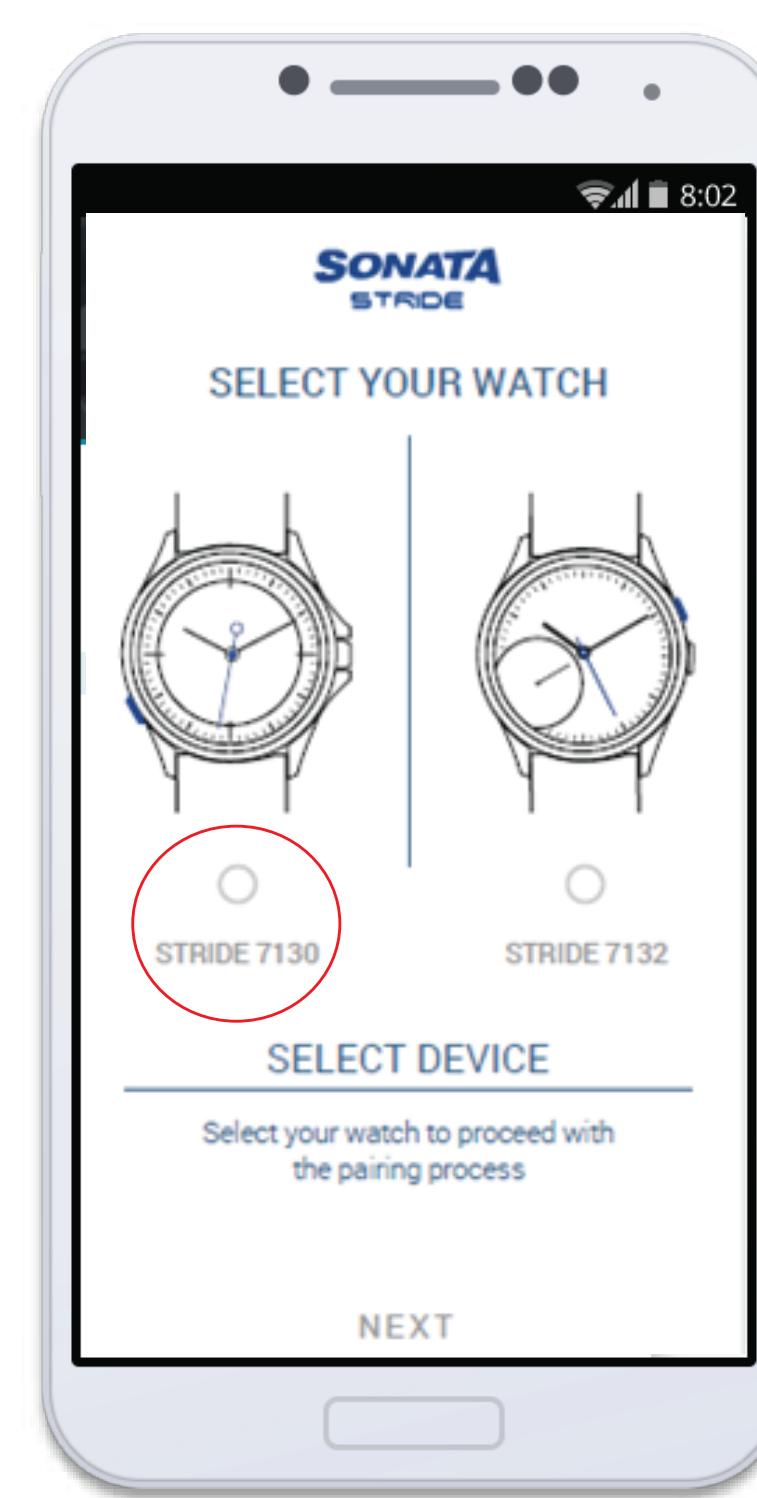 8:02
SONATA
STRIDE
SELECT YOUR WATCH
STRIDE 7130
STRIDE 7132
SELECT DEVICE
Select your watch to proceed with
the pairing process
NEXT